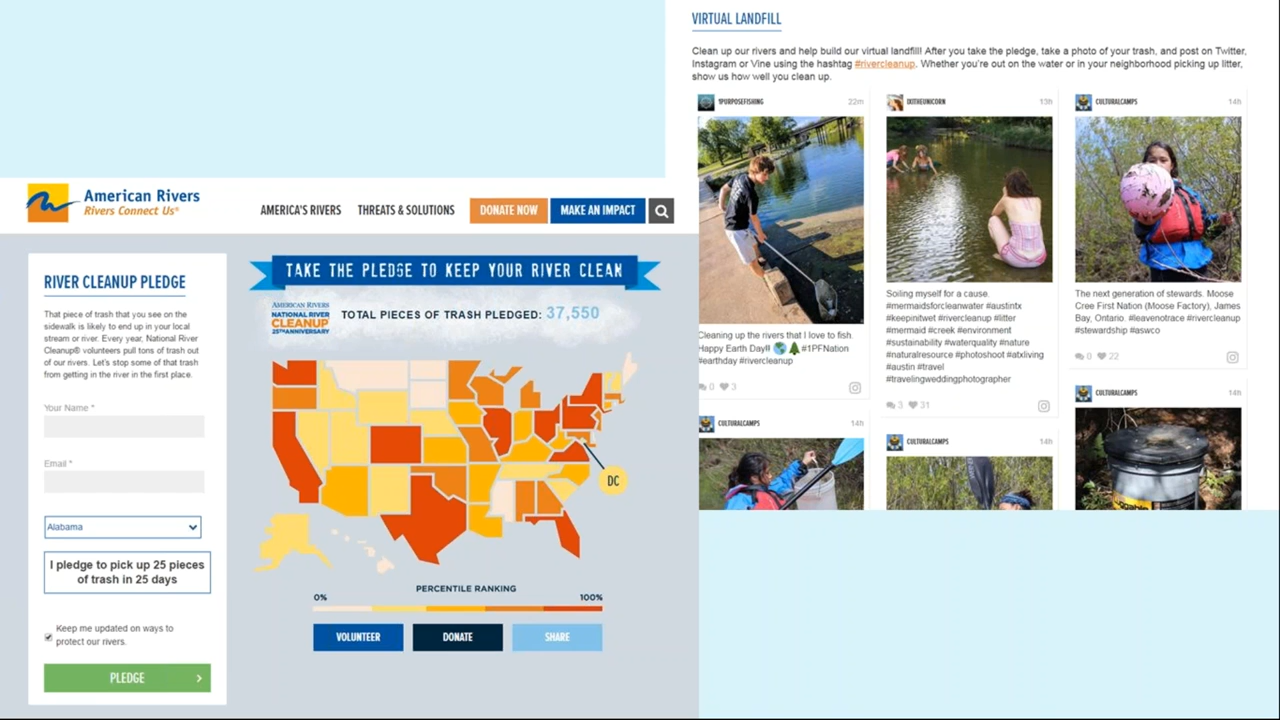 American Rivers
Rivers Connect Us®
AMERICA'S RIVERS
THREATS & SOLUTIONS
DONATE NOW
MAKE AN IMPACT
RIVER CLEANUP PLEDGE
That piece of trash that you see on the
sidewalk is likely to end up in your local
stream or river. Every year, National River
Cleanup® volunteers pull tons of trash out
of our rivers. Let's stop some of that trash
from getting in the river in the first place.
Your Name *
Email *
Alabama
I pledge to pick up 25 pieces
of trash in 25 days
Keep me updated on ways to
protect our rivers.
PLEDGE
TAKE THE PLEDGE TO KEEP YOUR RIVER CLEAN
AMERICAN RIVERS
NATIONAL RIVER
CLEANUP
25TH ANNIVERSARY
TOTAL PIECES OF TRASH PLEDGED: 37,550
DC
PERCENTILE RANKING
0%
100%
VOLUNTEER
DONATE
SHARE
VIRTUAL LANDFILL
Clean up our rivers and help build our virtual landfill! After you take the pledge, take a photo of your trash, and post on Twitter,
Instagram or Vine using the hashtag #rivercleanup. Whether you're out on the water or in your neighborhood picking up litter,
show us how well you clean up.
1PURPOSEFISHING
22m
Cleaning up the rivers that I love to fish.
Happy Earth Day!! 🌎🌲#1PFNation
#earthday #rivercleanup
0 3
CULTURALCAMPS
14h
IXITHEUNICORN
13h
Soiling myself for a cause.
#mermaidsforcleanwater #austintx
#keepinitwet #rivercleanup #litter
#mermaid #creek #environment
#sustainability #waterquality #nature
#naturalresource #photoshoot #atxliving
#austin #travel
#travelingweddingphotographer
3 31
CULTURALCAMPS
14h
CULTURALCAMPS
14h
The next generation of stewards. Moose
Cree First Nation (Moose Factory), James
Bay, Ontario. #leavenotrace #rivercleanup
#stewardship #aswco
0 22
CULTURALCAMPS
14h